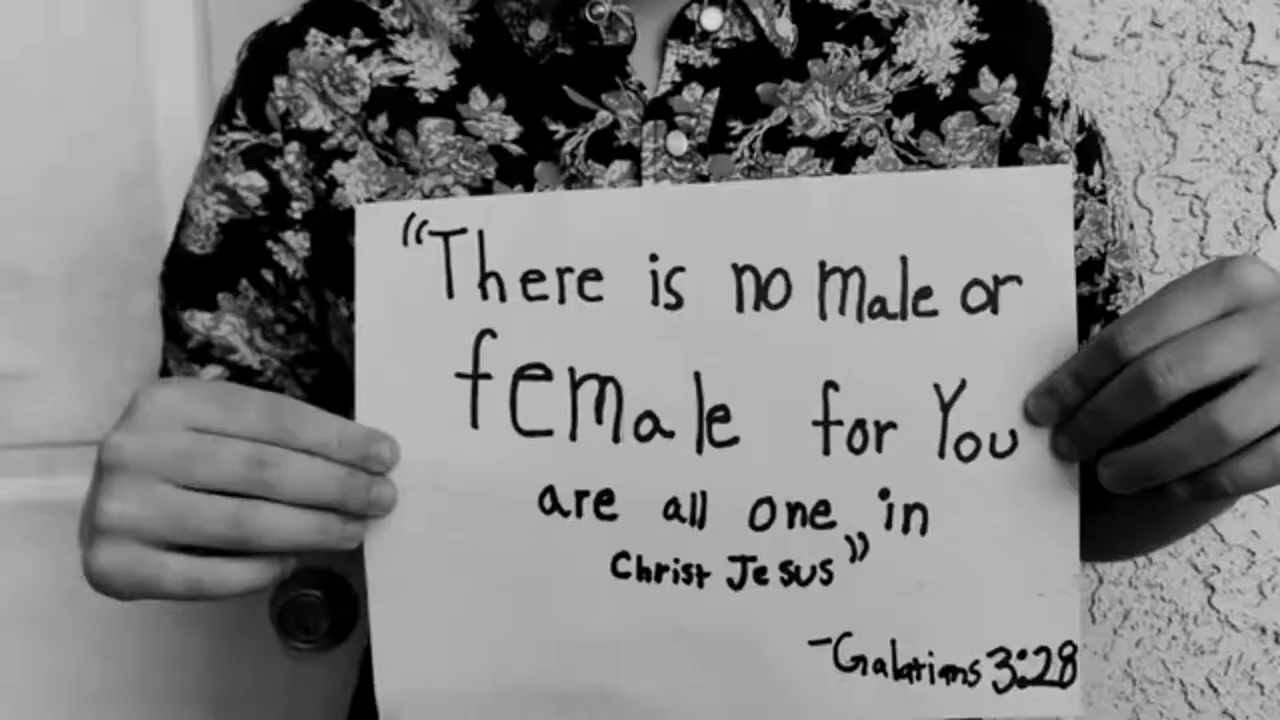 “There is no male or
female for You
are all one in
Christ Jesus”
-Galatians 3:28